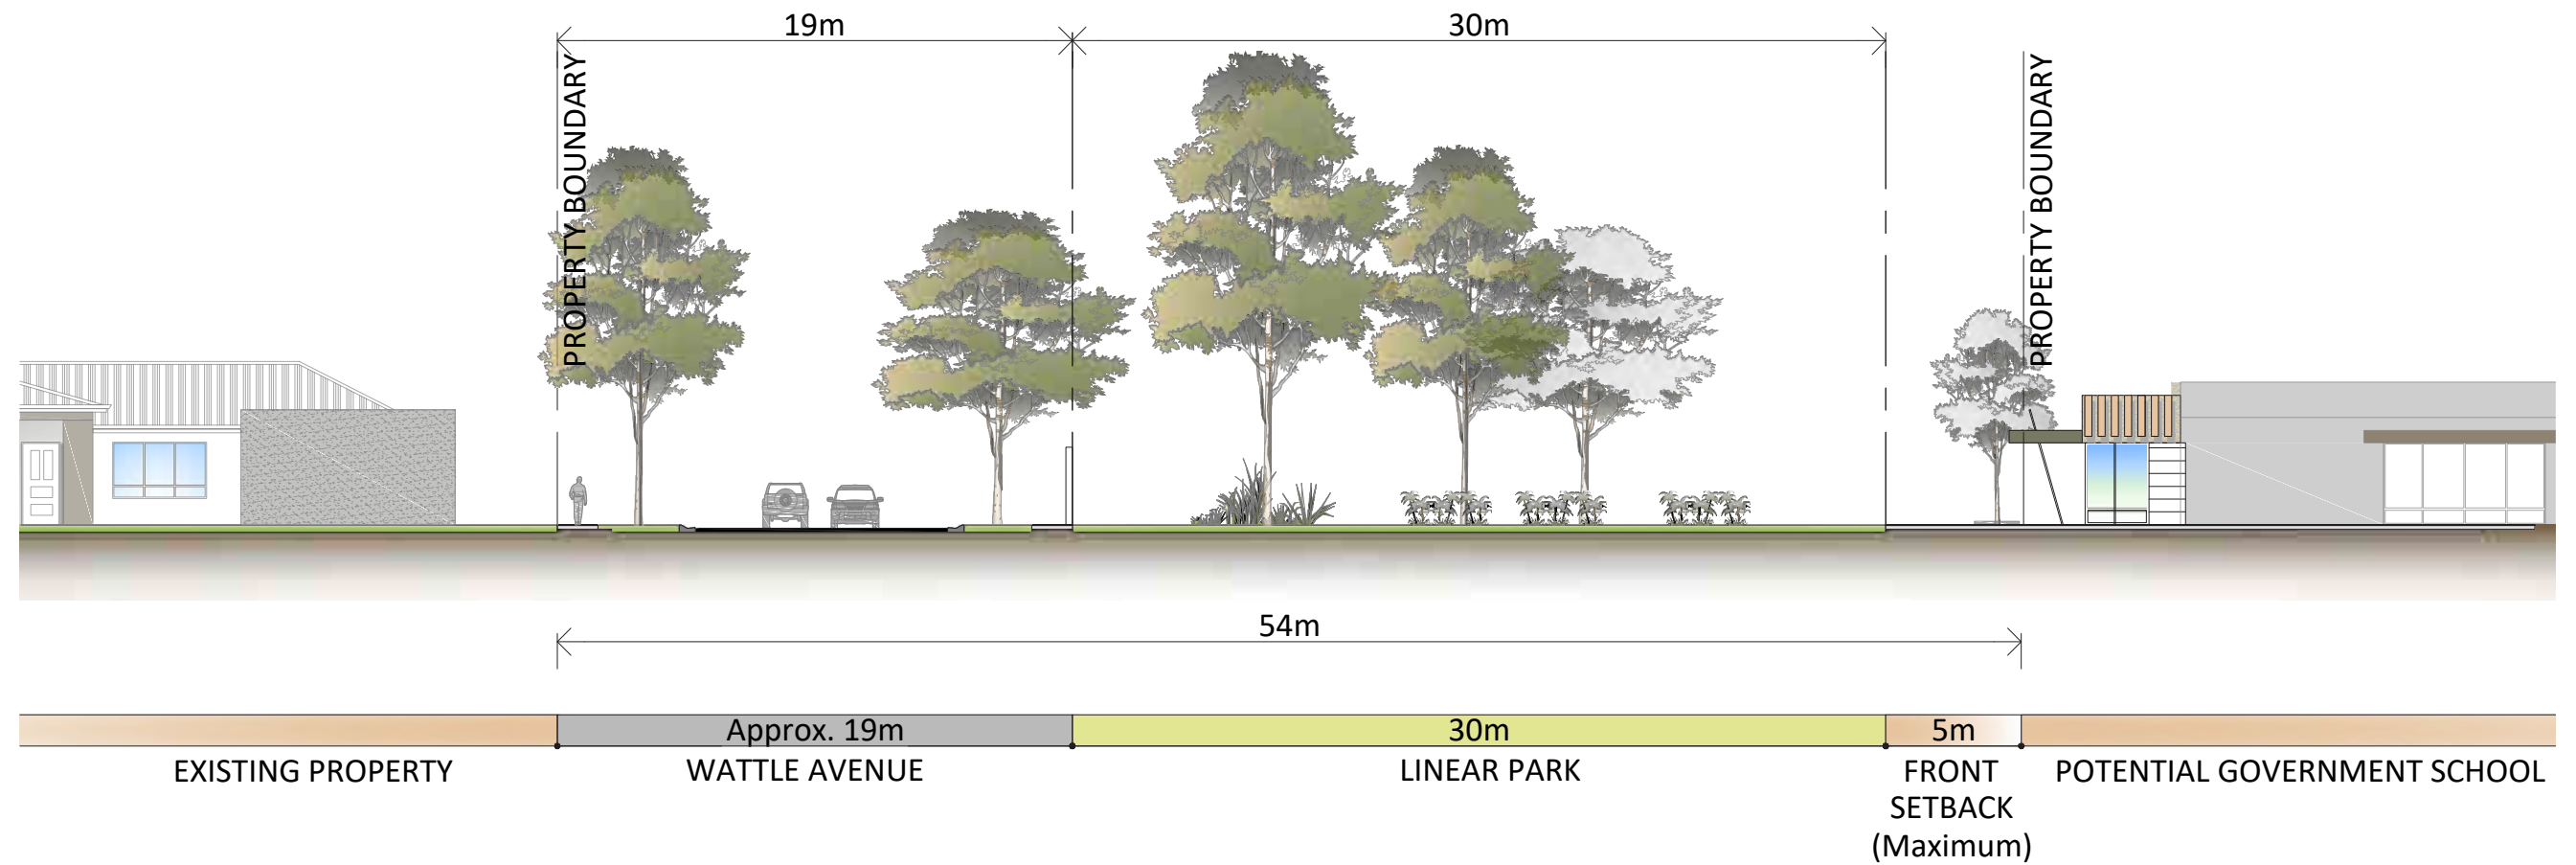 19m
30m
PROPERTY BOUNDARY
PROPERTY BOUNDARY
54m
Approx. 19m
30m
5m
EXISTING PROPERTY
WATTLE AVENUE
LINEAR PARK
FRONT
SETBACK
(Maximum)
POTENTIAL GOVERNMENT SCHOOL